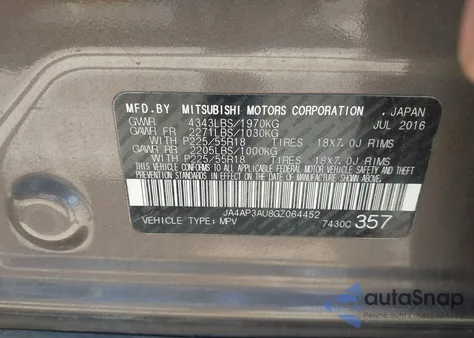 MFD.BY MITSUBISHI MOTORS CORPORATION , JAPAN
GVWR 4343LBS/1970KG JUL 2016
GAWR FR 2271LBS/1030KG
WITH P225/55R18 TIRES 18X7.0J RIMS
GAWR RR 2205LBS/1000KG
WITH P225/55R18 TIRES 18X7.0J RIMS
THIS VEHICLE CONFORMS TO ALL APPLICABLE FEDERAL
MOTOR VEHICLE SAFETY, BUMPER, AND THEFT
PREVENTION STANDARDS IN EFFECT ON THE DATE OF
MANUFACTURE SHOWN ABOVE.
JA4AP3AU8GZ064452
VEHICLE TYPE: MPV 7430C 357
autoSnap
Pewne auto z